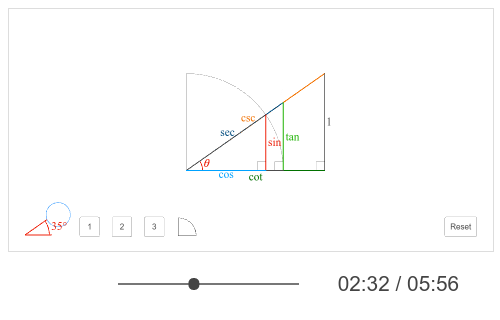 csc
sec
sin
tan
1
θ
cos
cot
35°
1
2
3
Reset
02:32 / 05:56